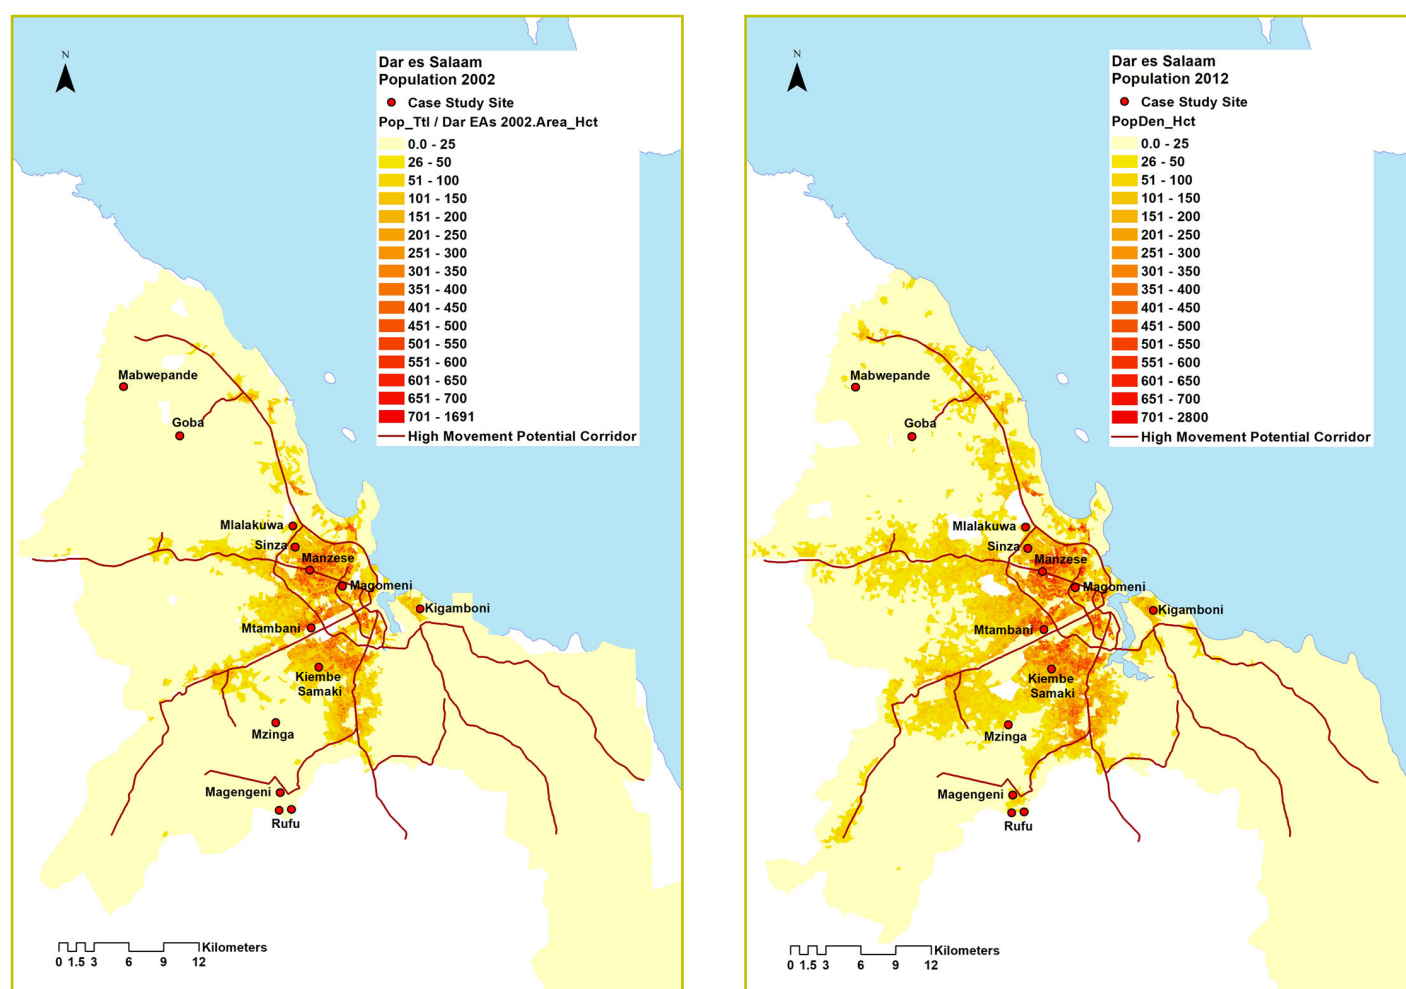 N
Dar es Salaam
Population 2002
Case Study Site
Pop_Ttl / Dar EAs 2002.Area_Hct
0.0 - 25
26 - 50
51 - 100
101 - 150
151 - 200
201 - 250
251 - 300
301 - 350
351 - 400
401 - 450
451 - 500
501 - 550
551 - 600
601 - 650
651 - 700
701 - 1691
High Movement Potential Corridor
Mabwepande
Goba
Mlalakuwa
Sinza
Manzese
Magomeni
Kigamboni
Mtambani
Kiembe
Samaki
Mzinga
Magengeni
Rufu
Kilometers
0 1.5 3 6 9 12
N
Dar es Salaam
Population 2012
Case Study Site
PopDen_Hct
0.0 - 25
26 - 50
51 - 100
101 - 150
151 - 200
201 - 250
251 - 300
301 - 350
351 - 400
401 - 450
451 - 500
501 - 550
551 - 600
601 - 650
651 - 700
701 - 2800
High Movement Potential Corridor
Mabwepande
Goba
Mlalakuwa
Sinza
Manzese
Magomeni
Kigamboni
Mtambani
Kiembe
Samaki
Mzinga
Magengeni
Rufu
Kilometers
0 1.5 3 6 9 12